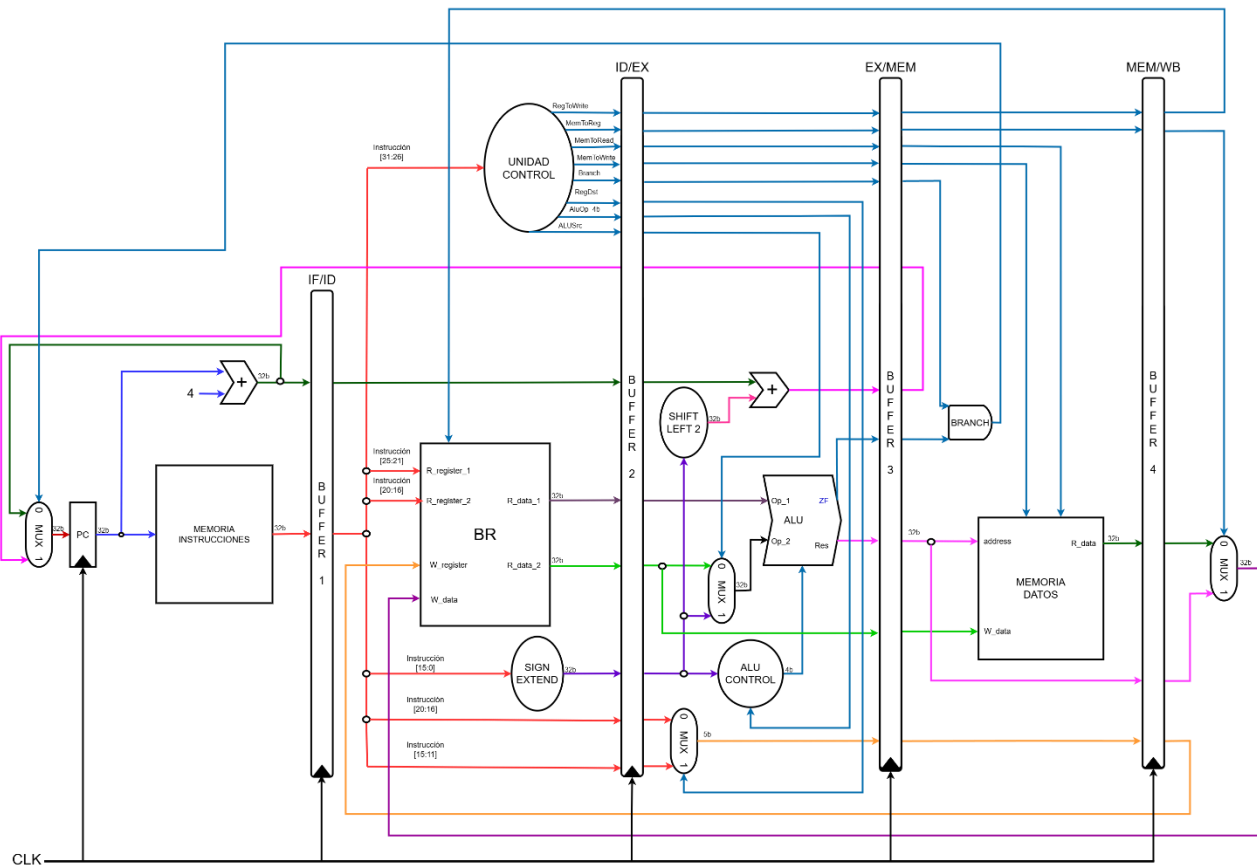 ID/EX
EX/MEM
MEM/WB
RegToWrite
MemToReg
MemToRead
MemToWrite
Branch
RegDst
AluOp 4b
ALUSrc
UNIDAD
CONTROL
Instrucción
[31:26]
IF/ID
4
+
32b
BUFFER 1
BUFFER 2
SHIFT
LEFT 2
32b
+
BUFFER 3
BRANCH
BUFFER 4
0 MUX 1
32b
PC
32b
MEMORIA
INSTRUCCIONES
32b
Instrucción
[25:21]
Instrucción
[20:16]
R_register_1
R_register_2
W_register
W_data
BR
R_data_1
R_data_2
32b
32b
0 MUX 1
32b
Op_1
Op_2
ZF
ALU
Res
32b
address
R_data
W_data
MEMORIA
DATOS
32b
0 MUX 1
32b
Instrucción
[15:0]
SIGN
EXTEND
32b
ALU
CONTROL
4b
Instrucción
[20:16]
Instrucción
[15:11]
0 MUX 1
5b
CLK